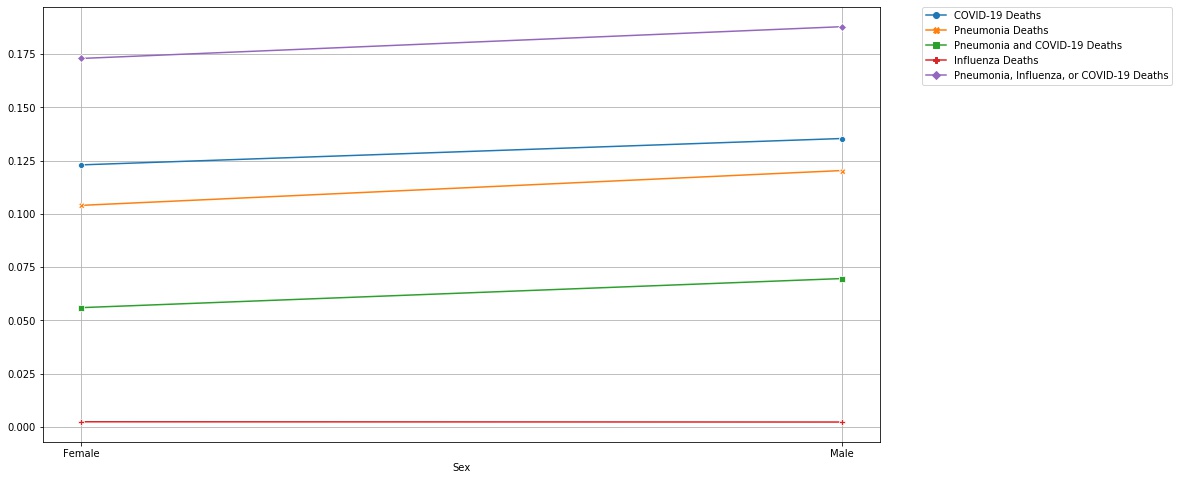 COVID-19 Deaths
Pneumonia Deaths
Pneumonia and COVID-19 Deaths
Influenza Deaths
Pneumonia, Influenza, or COVID-19 Deaths
0.175
0.150
0.125
0.100
0.075
0.050
0.025
0.000
Female
Male
Sex